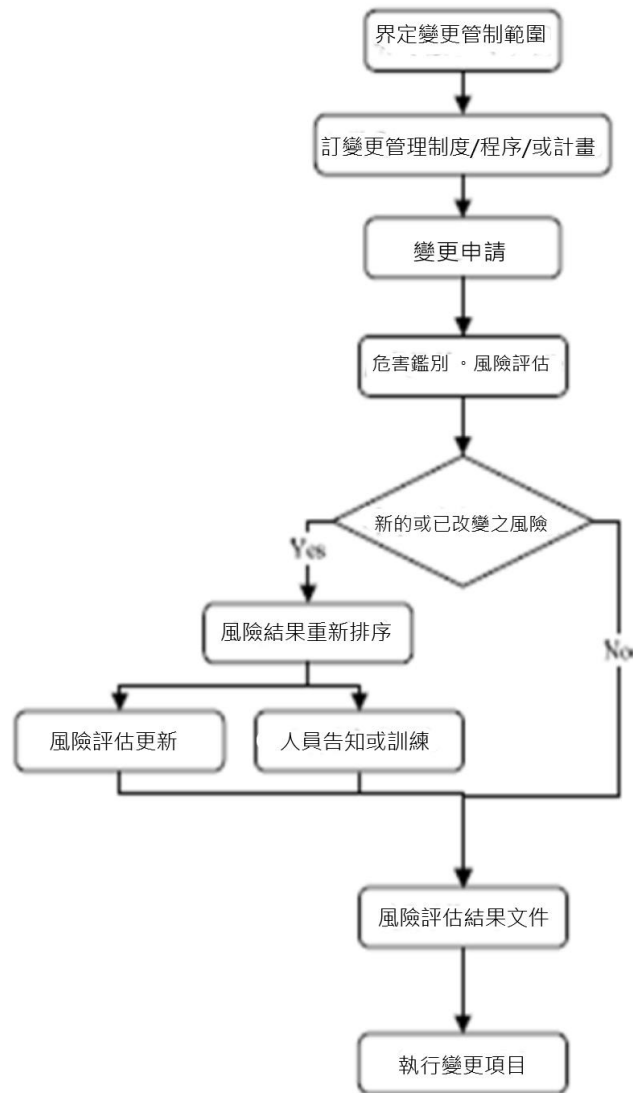 界定變更管制範圍
訂變更管理制度/程序/或計畫
變更申請
危害鑑別 。風險評估
新的或已改變之風險
Yes
風險結果重新排序
No
風險評估更新
人員告知或訓練
風險評估結果文件
執行變更項目